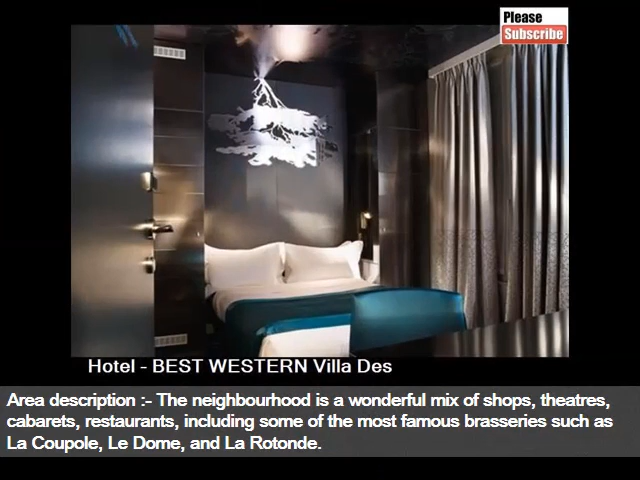 Please
Subscribe
Hotel - BEST WESTERN Villa Des
Area description :- The neighbourhood is a wonderful mix of shops, theatres,
cabarets, restaurants, including some of the most famous brasseries such as
La Coupole, Le Dome, and La Rotonde.